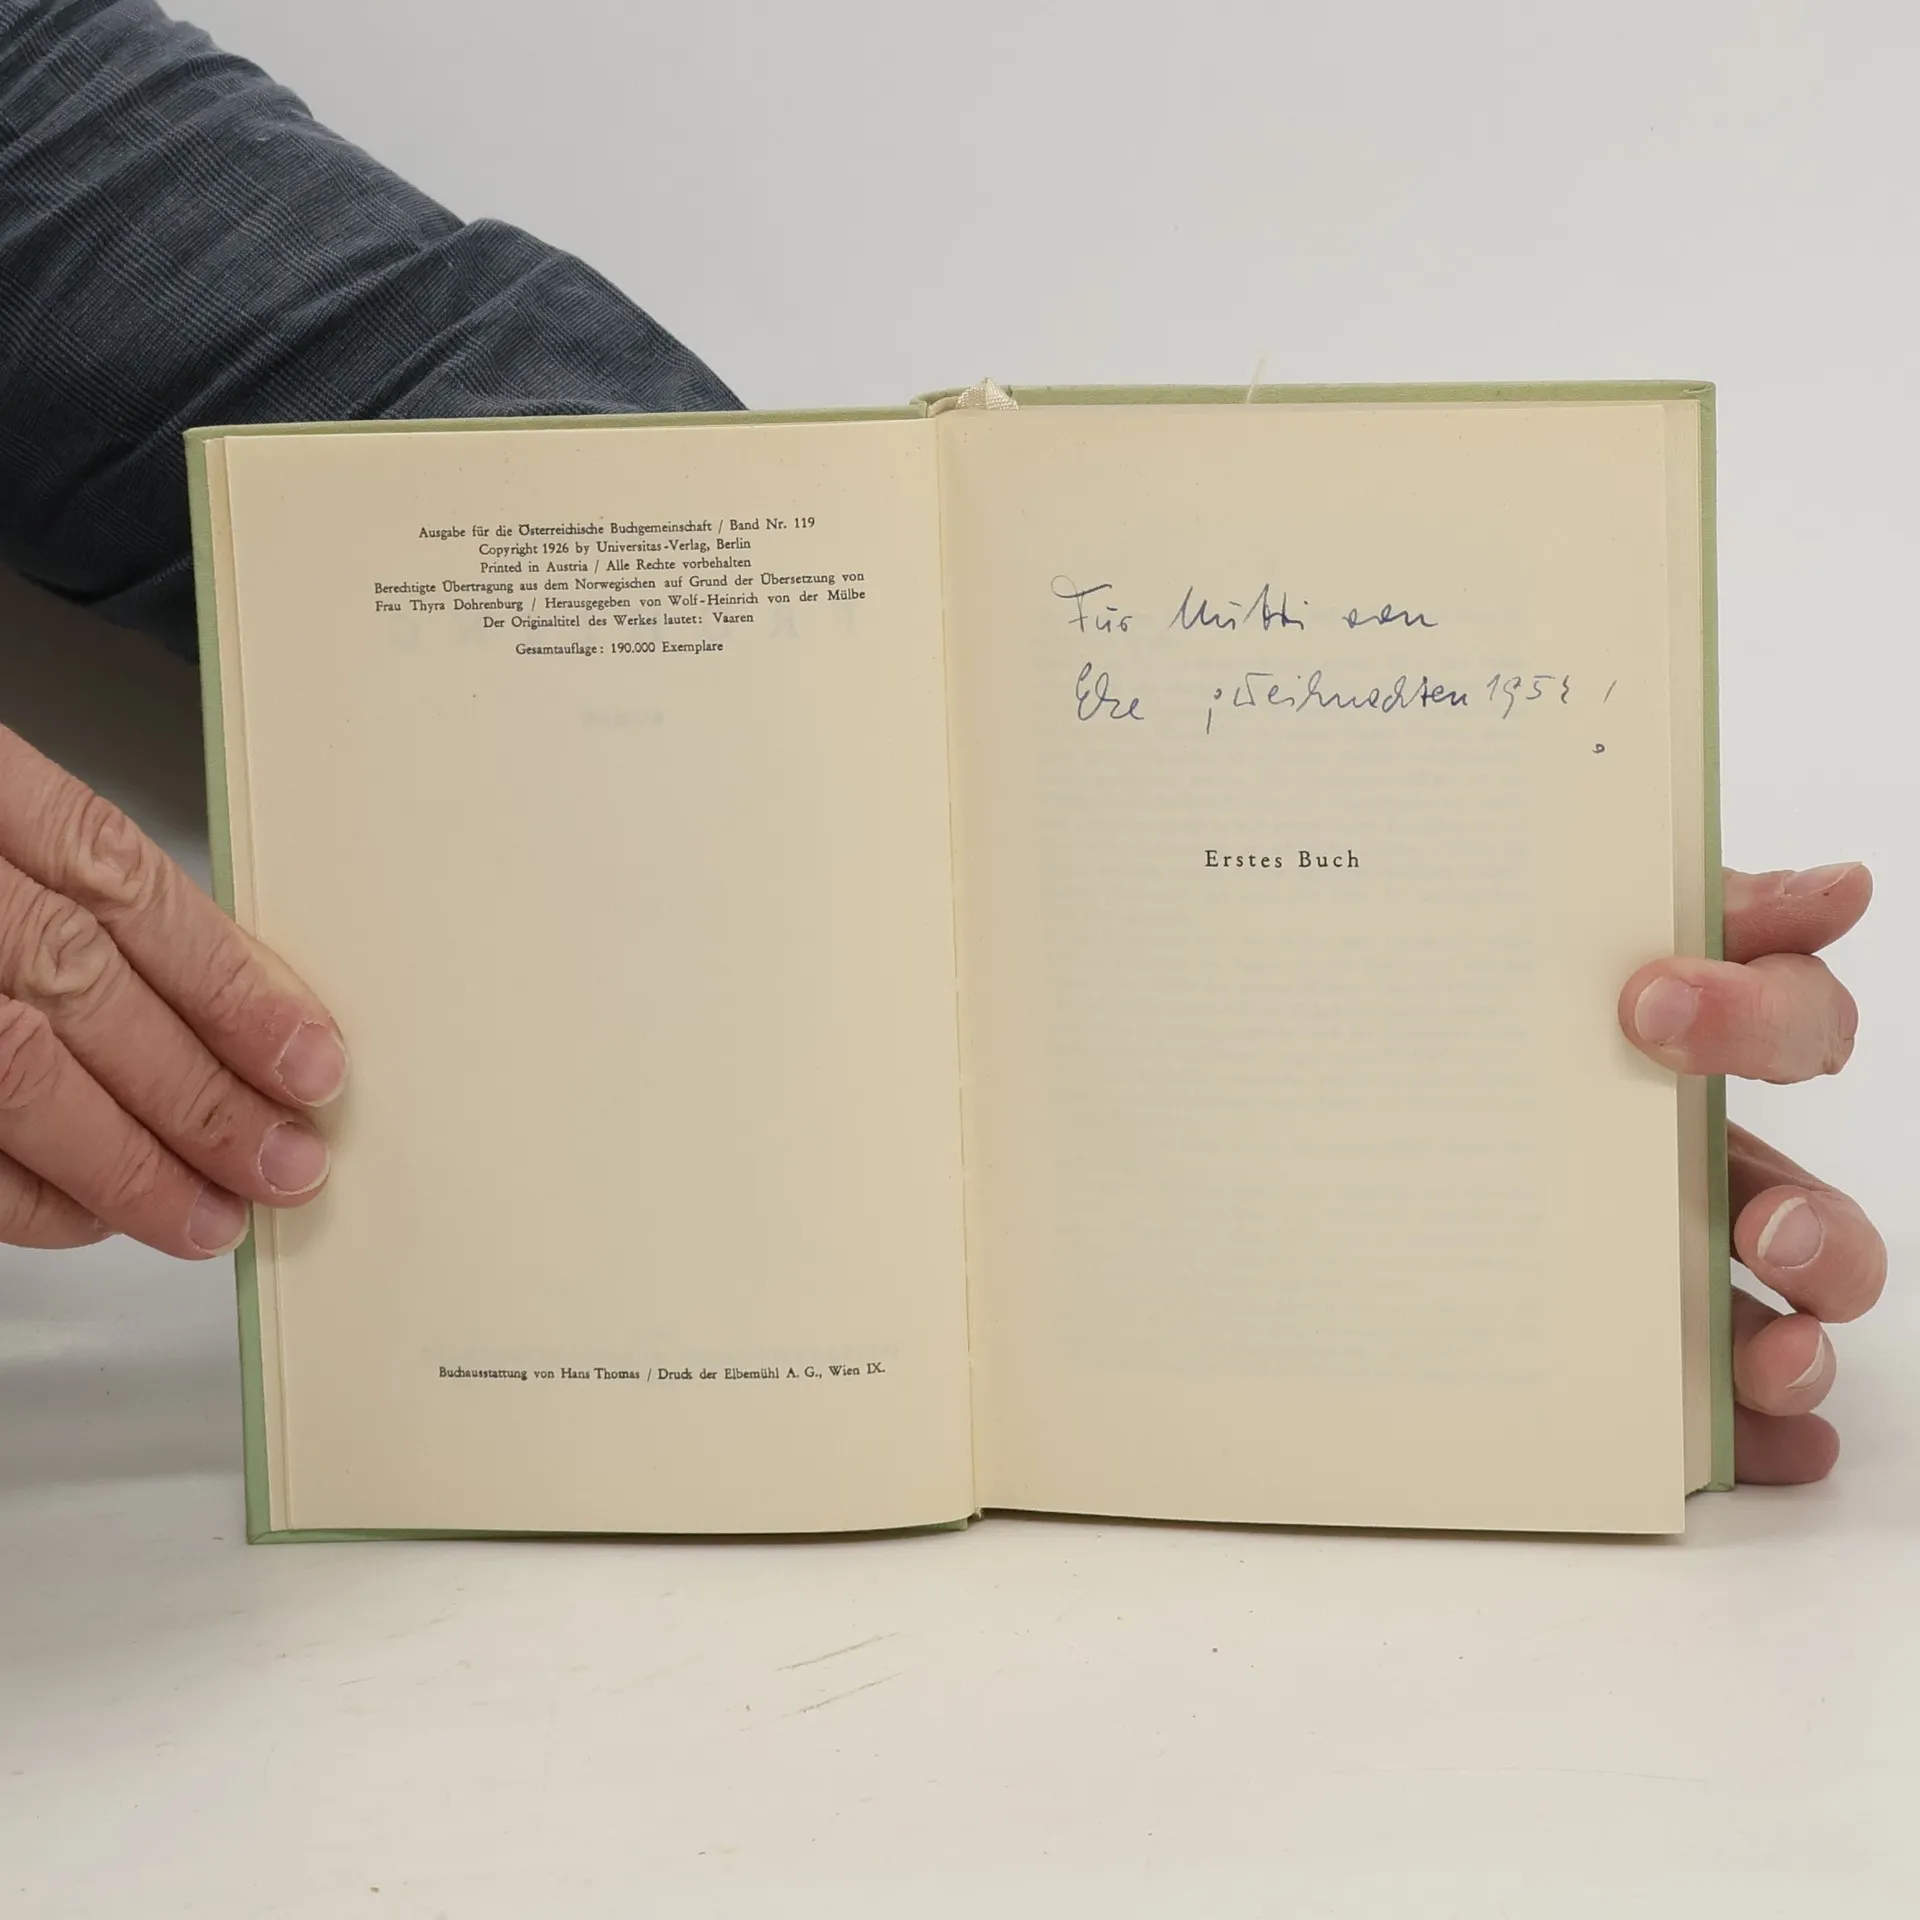 Ausgabe für die Österreichische Buchgemeinschaft / Band Nr. 119
Copyright 1926 by Universitas-Verlag, Berlin
Printed in Austria / Alle Rechte vorbehalten
Berechtigte Übertragung aus dem Norwegischen auf Grund der Übersetzung von
Frau Thyra Dohrenburg / Herausgegeben von Wolf-Heinrich von der Mülbe
Der Originaltitel des Werkes lautet: Vaaren
Gesamtauflage: 190.000 Exemplare
Buchausstattung von Hans Thomas / Druck der Elbemühl A. G., Wien IX.
Für Mutti von
Weihnachten
Erstes Buch